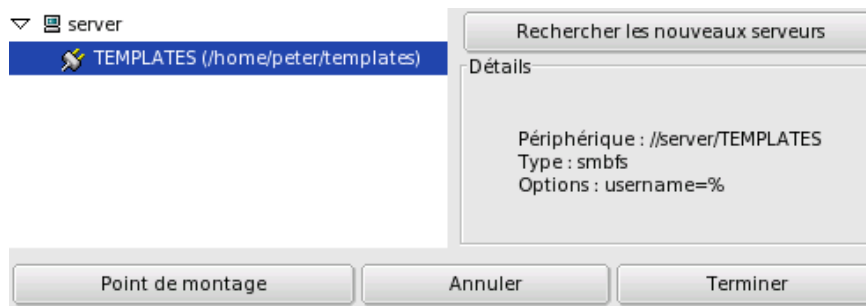 server
TEMPLATES (/home/peter/templates)
Rechercher les nouveaux serveurs
Détails
Périphérique : //server/TEMPLATES
Type : smbfs
Options : username=%
Point de montage
Annuler
Terminer